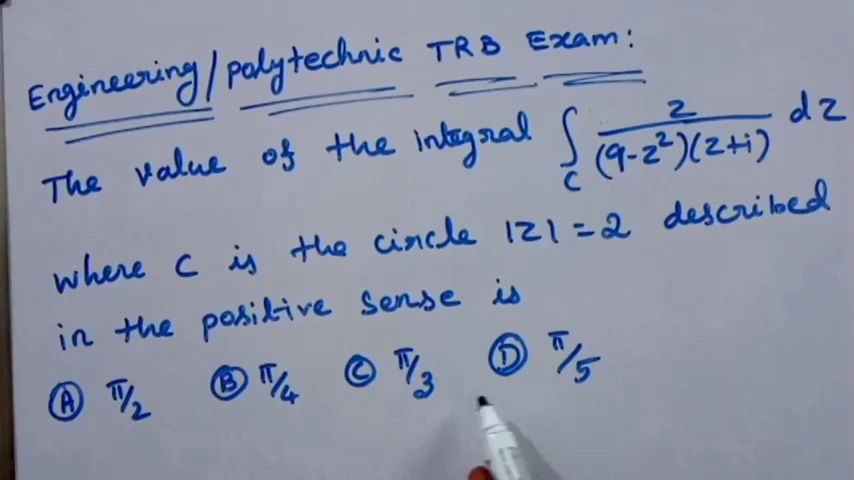 Engineering/polytechnic TRB Exam:
The value of the integral ∫_C z/((9-z²)(z+i)) dz
where C is the circle |z| = 2 described
in the positive sense is
Ⓐ π/2 Ⓑ π/4 Ⓒ π/3 Ⓓ π/5